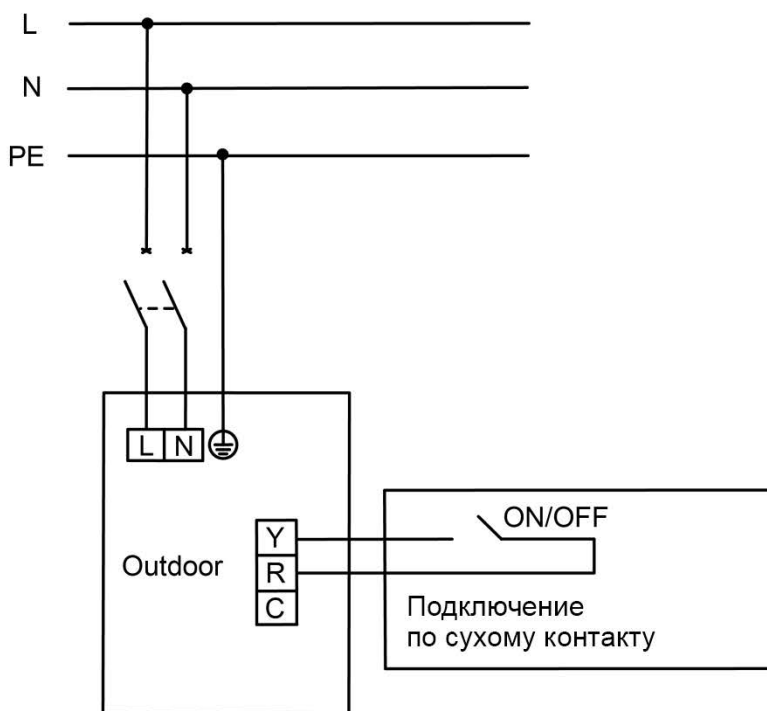 L
N
PE
L N
Y
ON/OFF
Outdoor
R
C
Подключение
по сухому контакту